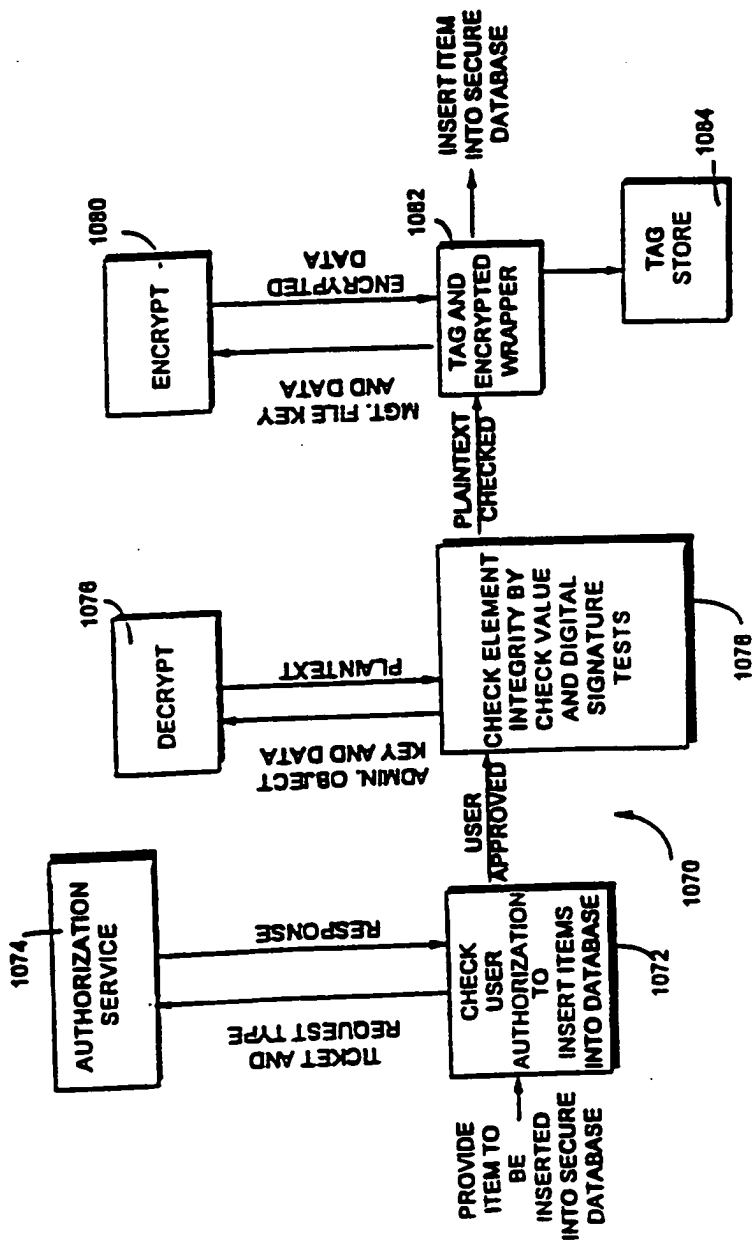 1074
AUTHORIZATION
SERVICE
TICKET AND
REQUEST TYPE
RESPONSE
PROVIDE
ITEM TO
BE
INSERTED
INTO SECURE
DATABASE
CHECK
USER
AUTHORIZATION
TO
INSERT ITEMS
INTO DATABASE
1072
1070
USER
APPROVED
1076
DECRYPT
ADMIN. OBJECT
KEY AND DATA
PLAINTEXT
CHECK ELEMENT
INTEGRITY BY
CHECK VALUE
AND DIGITAL
SIGNATURE
TESTS
1078
PLAINTEXT
CHECKED
1080
ENCRYPT
MGT. FILE KEY
AND DATA
ENCRYPTED
DATA
1082
TAG AND
ENCRYPTED
WRAPPER
INSERT ITEM
INTO SECURE
DATABASE
TAG
STORE
1084